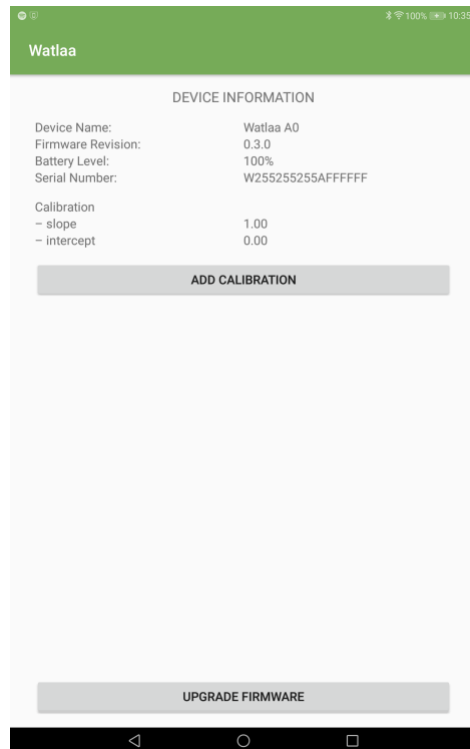 100% 10:35
Watlaa
DEVICE INFORMATION
Device Name: Watlaa A0
Firmware Revision: 0.3.0
Battery Level: 100%
Serial Number: W255255255AFFFFFF
Calibration
– slope 1.00
– intercept 0.00
ADD CALIBRATION
UPGRADE FIRMWARE